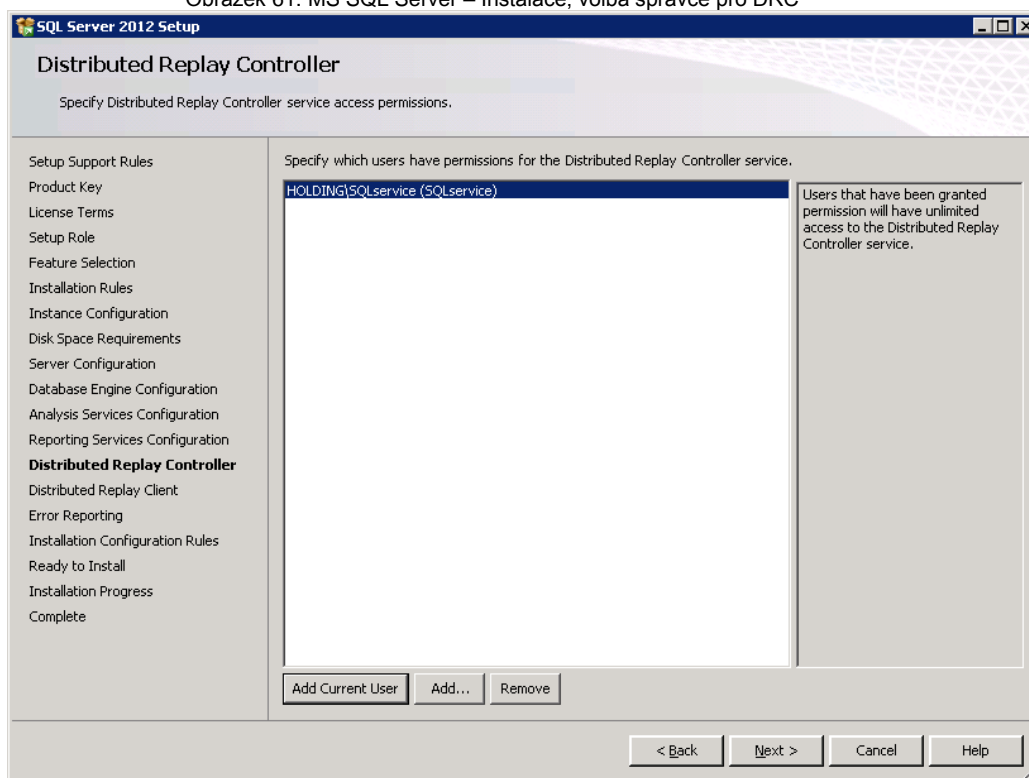 Obrázek 61: MS SQL Server – Instalace, volba správce pro DRC
SQL Server 2012 Setup
Distributed Replay Controller
Specify Distributed Replay Controller service access permissions.
Setup Support Rules
Product Key
License Terms
Setup Role
Feature Selection
Installation Rules
Instance Configuration
Disk Space Requirements
Server Configuration
Database Engine Configuration
Analysis Services Configuration
Reporting Services Configuration
Distributed Replay Controller
Distributed Replay Client
Error Reporting
Installation Configuration Rules
Ready to Install
Installation Progress
Complete
Specify which users have permissions for the Distributed Replay Controller service.
HOLDING\SQLservice (SQLservice)
Users that have been granted
permission will have unlimited
access to the Distributed Replay
Controller service.
Add Current User
Add...
Remove
< Back
Next >
Cancel
Help